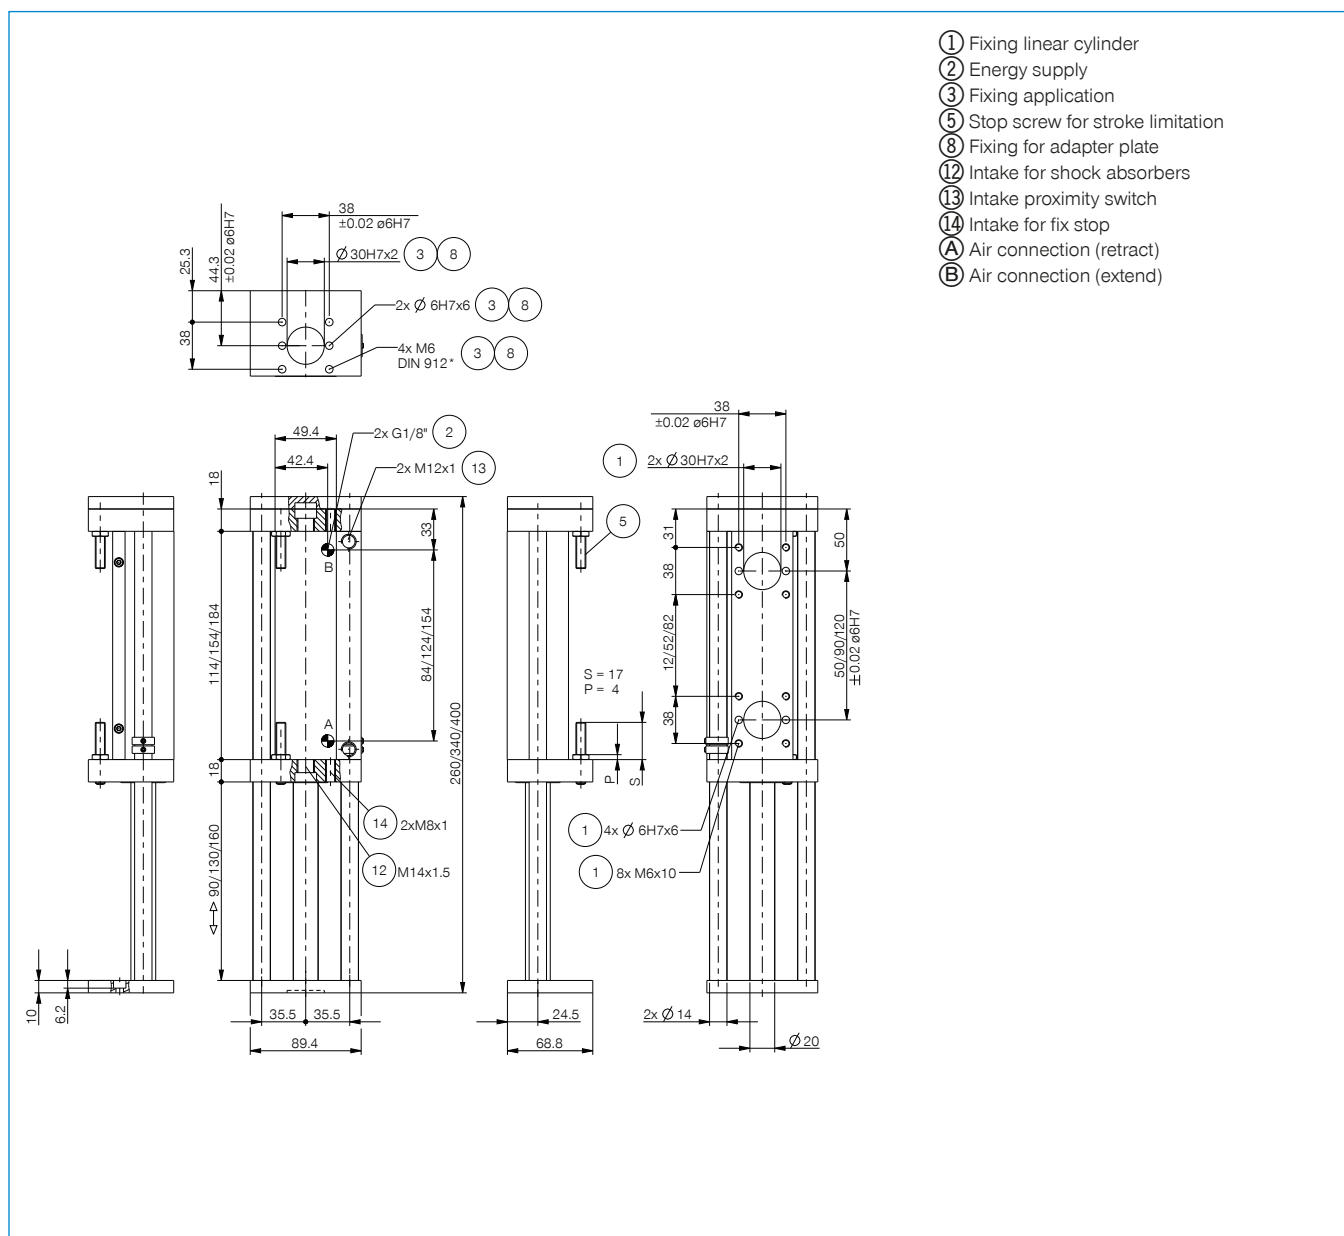 ① Fixing linear cylinder
② Energy supply
③ Fixing application
⑤ Stop screw for stroke limitation
⑧ Fixing for adapter plate
⑫ Intake for shock absorbers
⑬ Intake proximity switch
⑭ Intake for fix stop
Ⓐ Air connection (retract)
Ⓑ Air connection (extend)
38
±0.02 ø6H7
Ø 30H7x2 3 8
25.3
44.3
±0.02 ø6H7
38
2x Ø 6H7x6 3 8
4x M6 3 8
DIN 912*
49.4
42.4
2x G1/8" 2
2x M12x1 13
18
33
B
114/154/184
84/124/154
260/340/400
A
18
14 2xM8x1
12 M14x1.5
90/130/160
10
6.2
35.5 35.5
89.4
5
S = 17
P = 4
P
S
24.5
68.8
38
±0.02 ø6H7
1 2x Ø 30H7x2
31
38
12/52/82
38
50
50/90/120
±0.02 ø6H7
1 4x Ø 6H7x6
1 8x M6x10
2x Ø 14
Ø 20